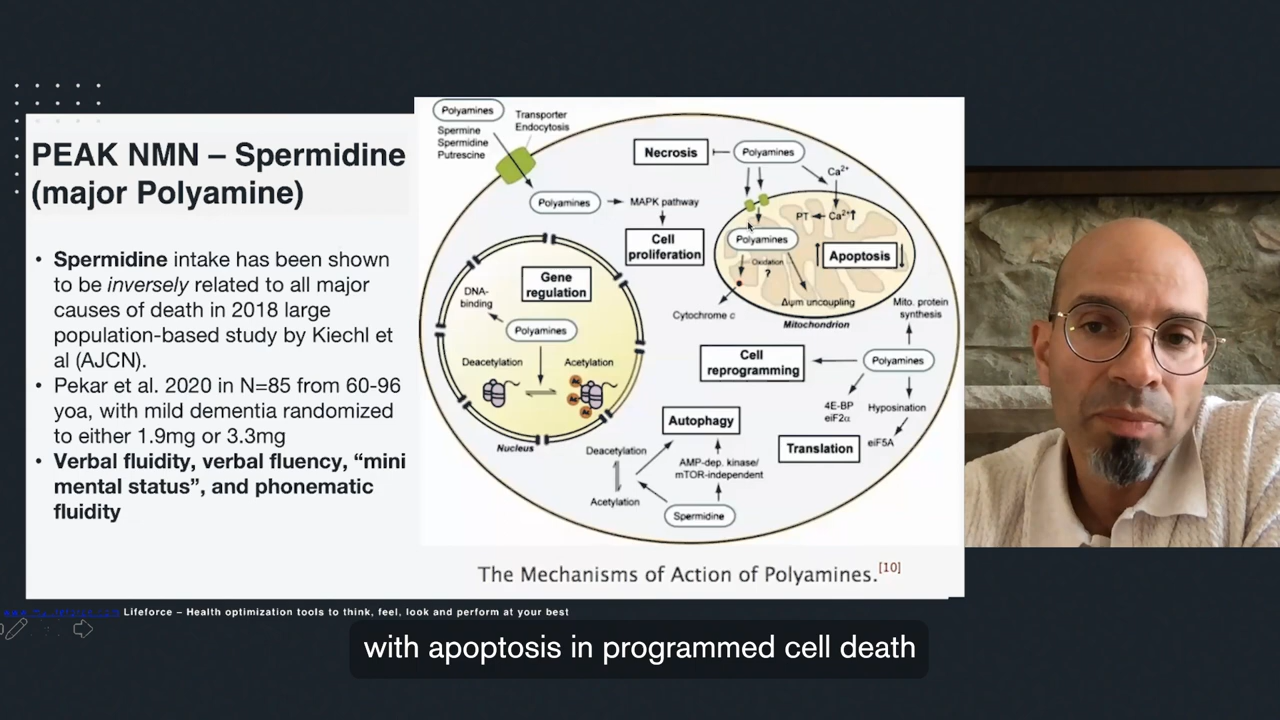 PEAK NMN – Spermidine
(major Polyamine)
• Spermidine intake has been shown
to be inversely related to all major
causes of death in 2018 large
population-based study by Kiechl et
al (AJCN).
• Pekar et al. 2020 in N=85 from 60-96
yoa, with mild dementia randomized
to either 1.9mg or 3.3mg
• Verbal fluidity, verbal fluency, “mini
mental status”, and phonematic
fluidity
Polyamines
Spermine
Spermidine
Putrescine
Transporter
Endocytosis
Polyamines
MAPK pathway
Cell
proliferation
Necrosis
Polyamines
Ca2+
PT
Ca2+↑
Polyamines
Oxidation
?
↑ Apoptosis ↓
Cytochrome c
Δψm uncoupling
Mitochondrion
Gene
regulation
DNA-
binding
Polyamines
Deacetylation
Acetylation
Ac
Ac
Ac
Ac
Nucleus
Mito. protein
synthesis
Cell
reprogramming
Polyamines
4E-BP
eiF2α
Hyposination
eiF5A
Translation
Autophagy
Deacetylation
Acetylation
AMP-dep. kinase/
mTOR-independent
Spermidine
The Mechanisms of Action of Polyamines.[10]
Lifeforce – Health optimization tools to think, feel, look and perform at your best
with apoptosis in programmed cell death